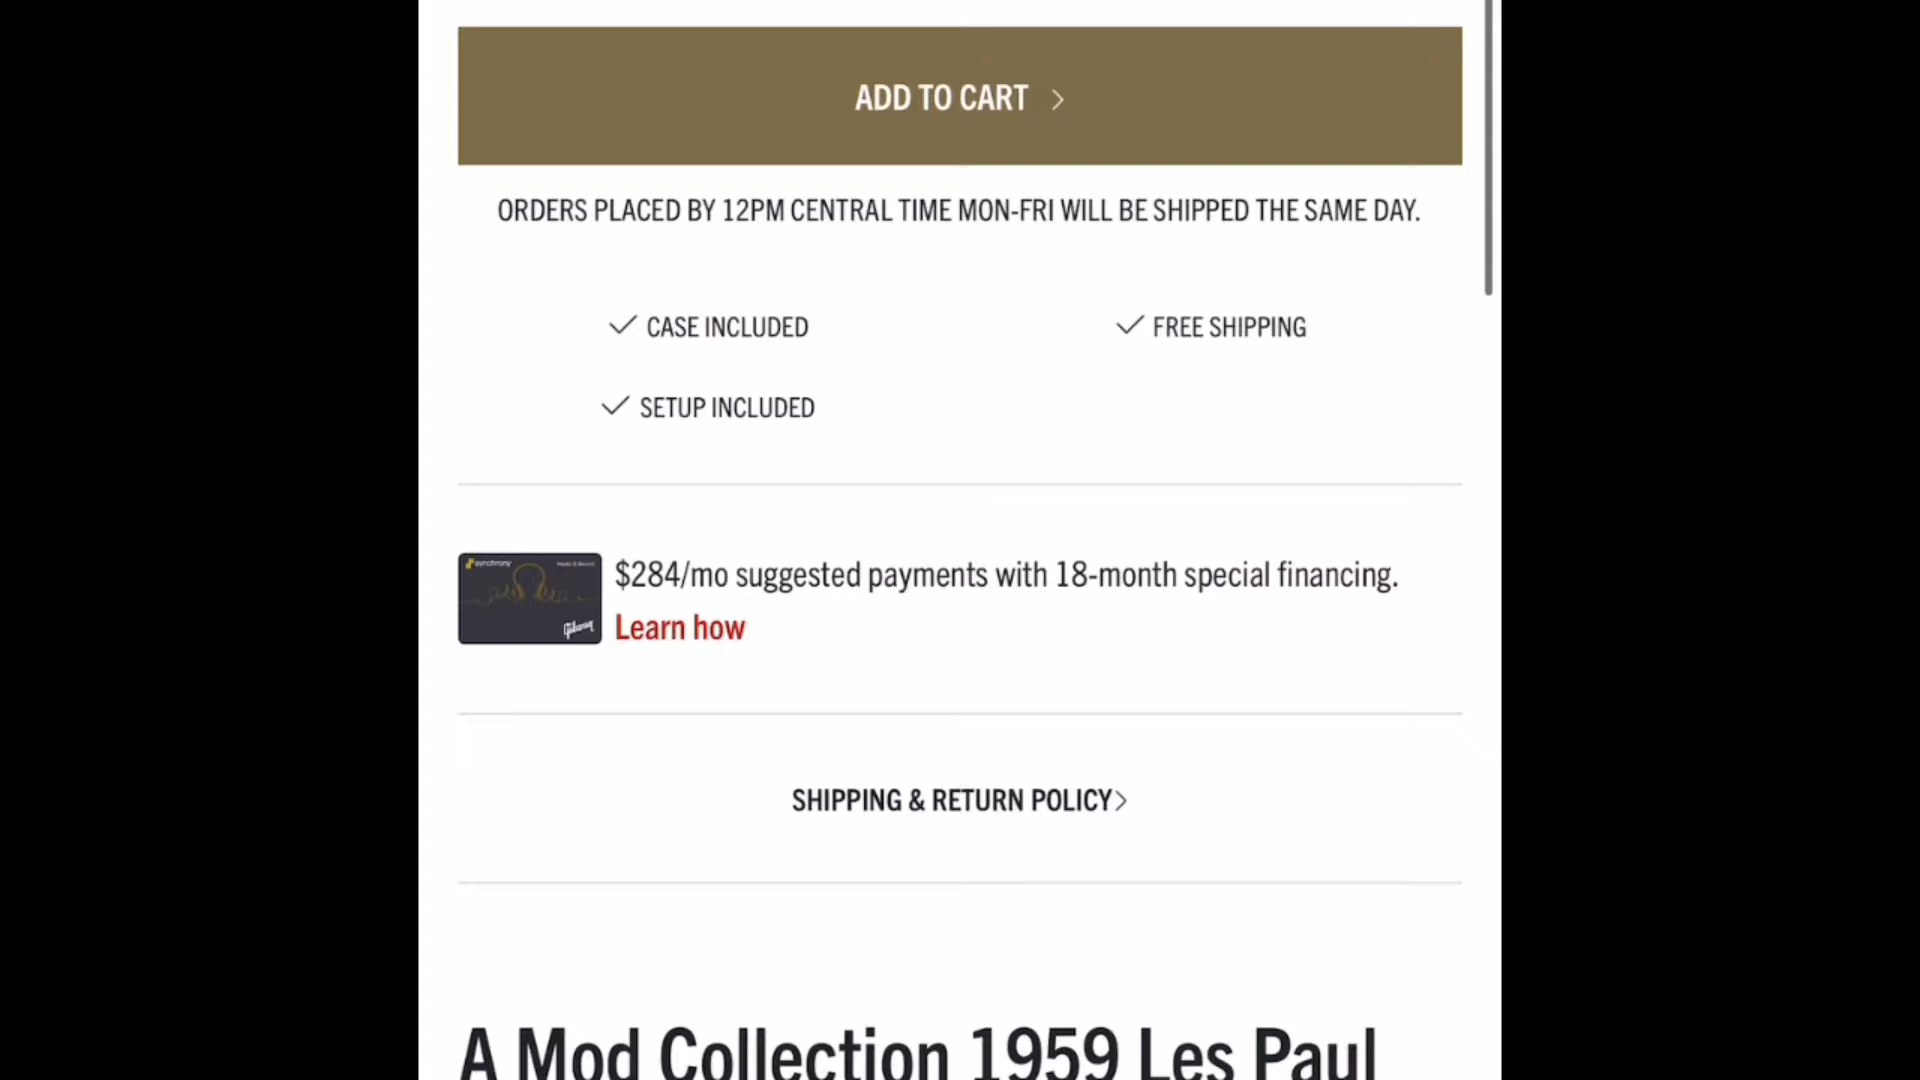 ADD TO CART >
ORDERS PLACED BY 12PM CENTRAL TIME MON-FRI WILL BE SHIPPED THE SAME DAY.
CASE INCLUDED
FREE SHIPPING
SETUP INCLUDED
synchrony
Gibson
$284/mo suggested payments with 18-month special financing.
Learn how
SHIPPING & RETURN POLICY>
A Mod Collection 1959 Les Paul